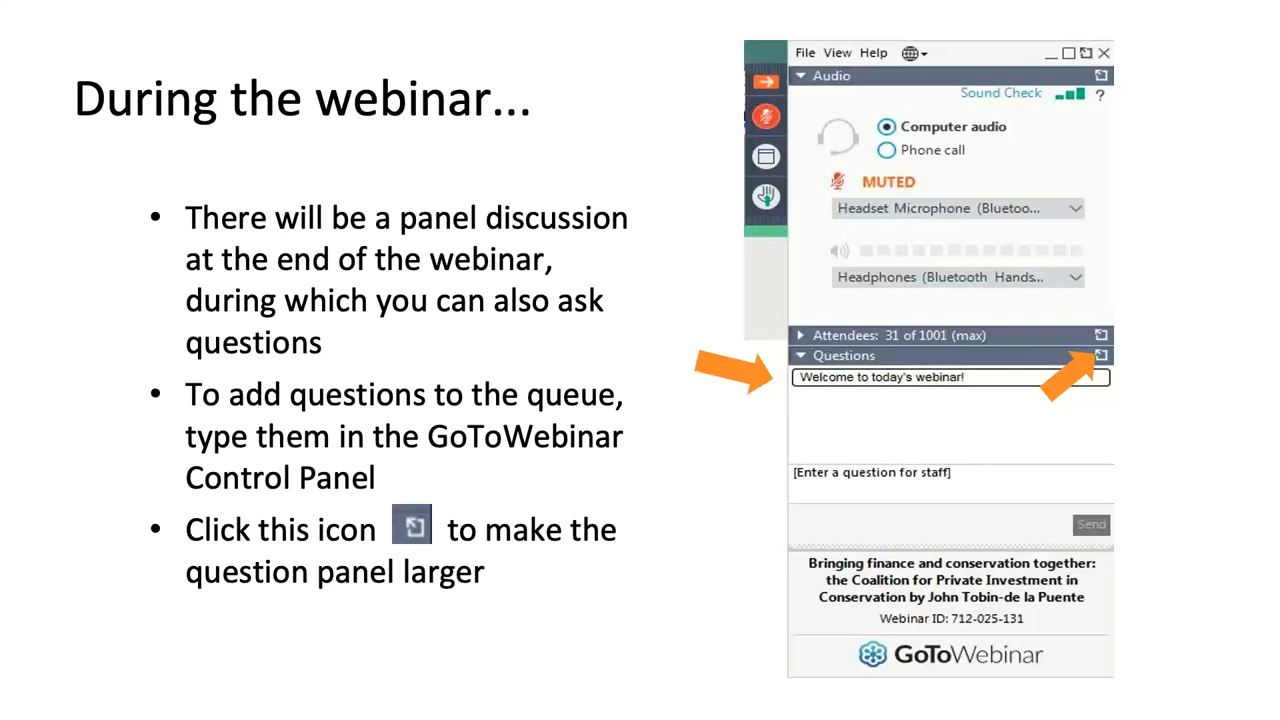 During the webinar...
• There will be a panel discussion
at the end of the webinar,
during which you can also ask
questions
• To add questions to the queue,
type them in the GoToWebinar
Control Panel
• Click this icon to make the
question panel larger
File View Help
Audio
Sound Check ?
Computer audio
Phone call
MUTED
Headset Microphone (Bluetoo...
Headphones (Bluetooth Hands...
Attendees: 31 of 1001 (max)
Questions
Welcome to today's webinar!
[Enter a question for staff]
Send
Bringing finance and conservation together:
the Coalition for Private Investment in
Conservation by John Tobin-de la Puente
Webinar ID: 712-025-131
GoToWebinar